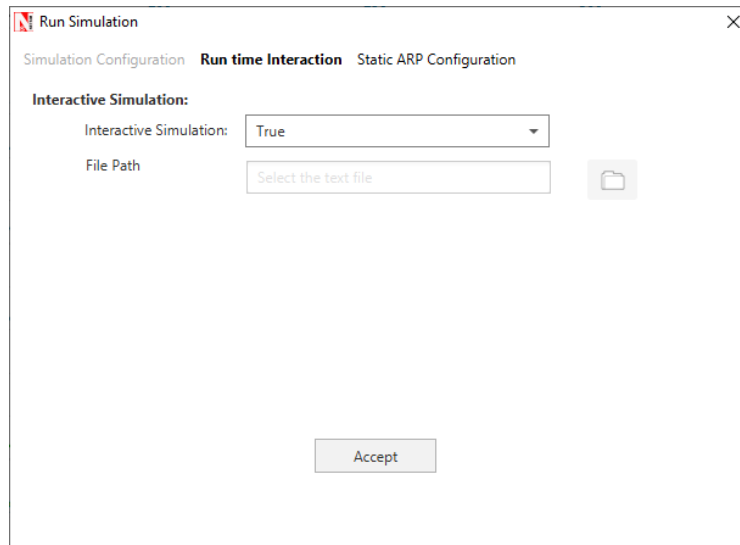 Run Simulation
Simulation Configuration Run time Interaction Static ARP Configuration
Interactive Simulation:
Interactive Simulation: True
File Path Select the text file
Accept